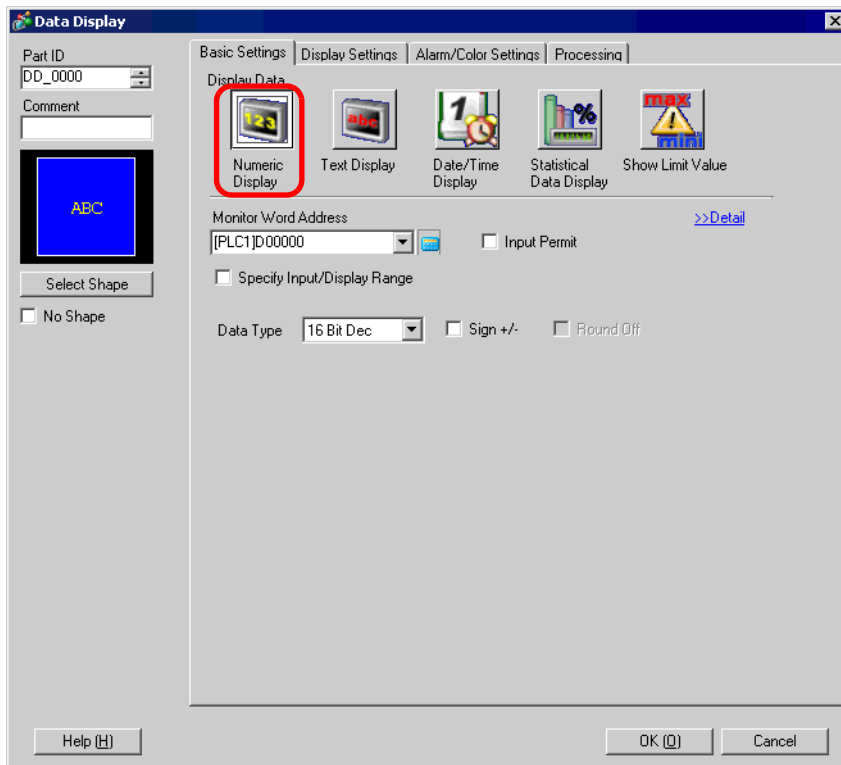 Data Display
Part ID
DD_0000
Comment
ABC
Select Shape
No Shape
Basic Settings Display Settings Alarm/Color Settings Processing
Display Data
123 abc 1 % max mini
Numeric Display
Text Display
Date/Time Display
Statistical Data Display
Show Limit Value
Monitor Word Address
>>Detail
[PLC1]D00000
Input Permit
Specify Input/Display Range
Data Type 16 Bit Dec Sign +/- Round Off
Help (H) OK (O) Cancel